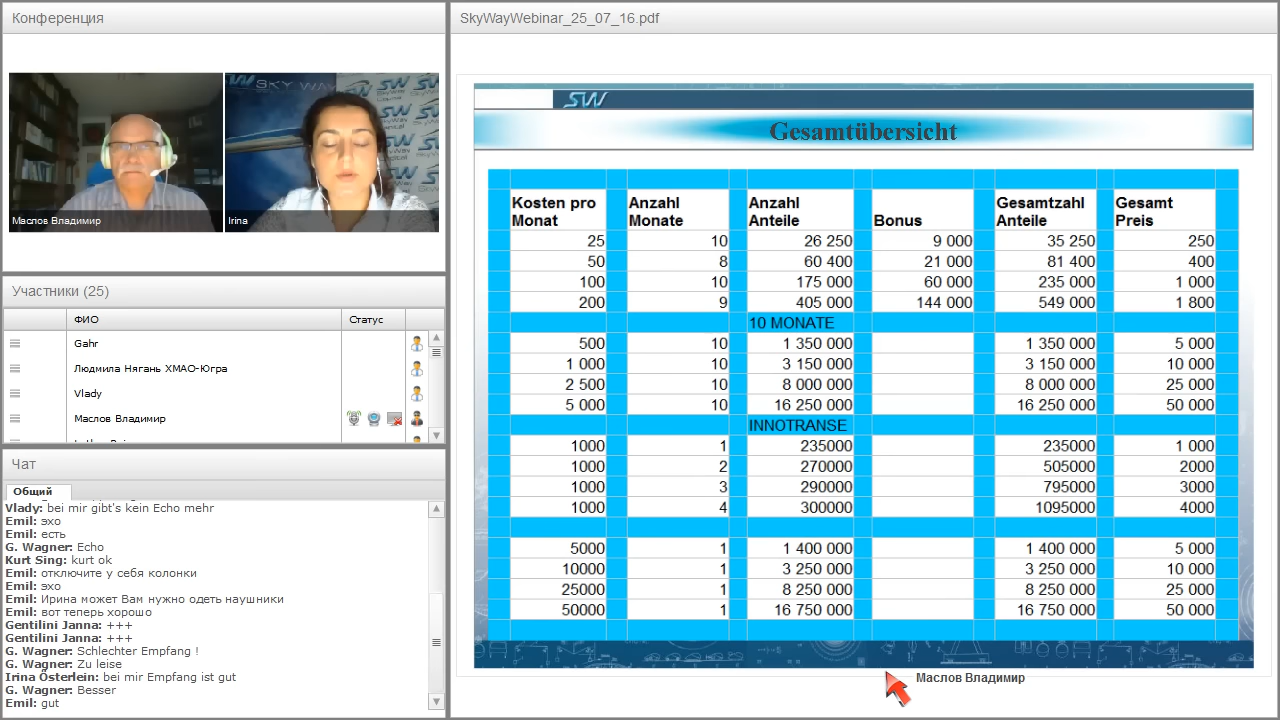 Конференция
SKY WAY
SW
SW
SW
SkyWay
Маслов Владимир
Irina
Участники (25)
ФИО Статус
Gahr
Людмила Нягань ХМАО-Югра
Vlady
Маслов Владимир
Чат
Общий
Vlady: bei mir gibt's kein Echo mehr
Emil: эхо
Emil: есть
G. Wagner: Echo
Kurt Sing: kurt ok
Emil: отключите у себя колонки
Emil: эхо
Emil: Ирина может Вам нужно одеть наушники
Emil: вот теперь хорошо
Gentilini Janna: +++
Gentilini Janna: +++
G. Wagner: Schlechter Empfang !
G. Wagner: Zu leise
Irina Österlein: bei mir Empfang ist gut
G. Wagner: Besser
Emil: gut
SkyWayWebinar_25_07_16.pdf
SW
Gesamtübersicht
Kosten pro Monat Anzahl Monate Anzahl Anteile Bonus Gesamtzahl Anteile Gesamt Preis
25 10 26 250 9 000 35 250 250
50 8 60 400 21 000 81 400 400
100 10 175 000 60 000 235 000 1 000
200 9 405 000 144 000 549 000 1 800
10 MONATE
500 10 1 350 000 1 350 000 5 000
1 000 10 3 150 000 3 150 000 10 000
2 500 10 8 000 000 8 000 000 25 000
5 000 10 16 250 000 16 250 000 50 000
INNOTRANSE
1000 1 235000 235000 1 000
1000 2 270000 505000 2000
1000 3 290000 795000 3000
1000 4 300000 1095000 4000
5000 1 1 400 000 1 400 000 5 000
10000 1 3 250 000 3 250 000 10 000
25000 1 8 250 000 8 250 000 25 000
50000 1 16 750 000 16 750 000 50 000
Маслов Владимир